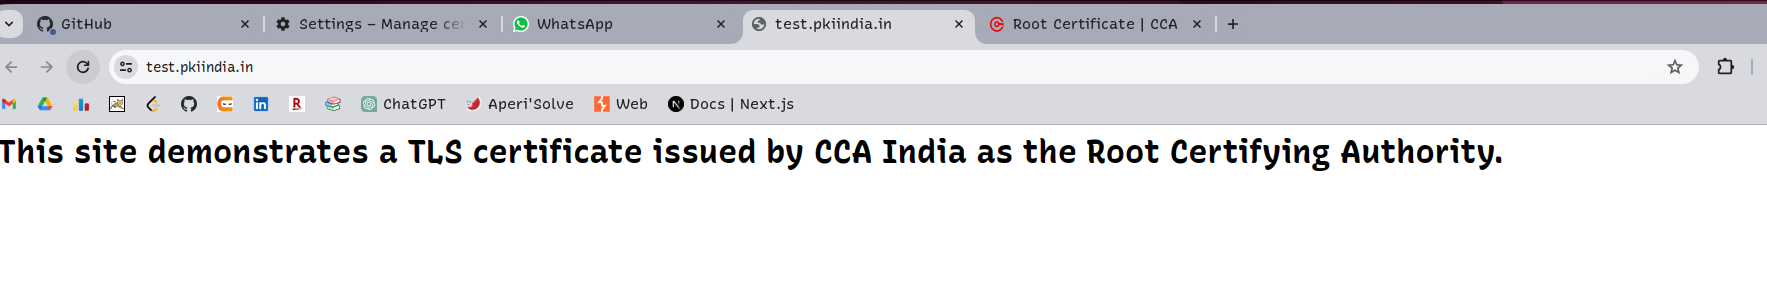 GitHub
Settings – Manage cer
WhatsApp
test.pkiindia.in
Root Certificate | CCA
test.pkiindia.in
ChatGPT
Aperi'Solve
Web
Docs | Next.js
This site demonstrates a TLS certificate issued by CCA India as the Root Certifying Authority.